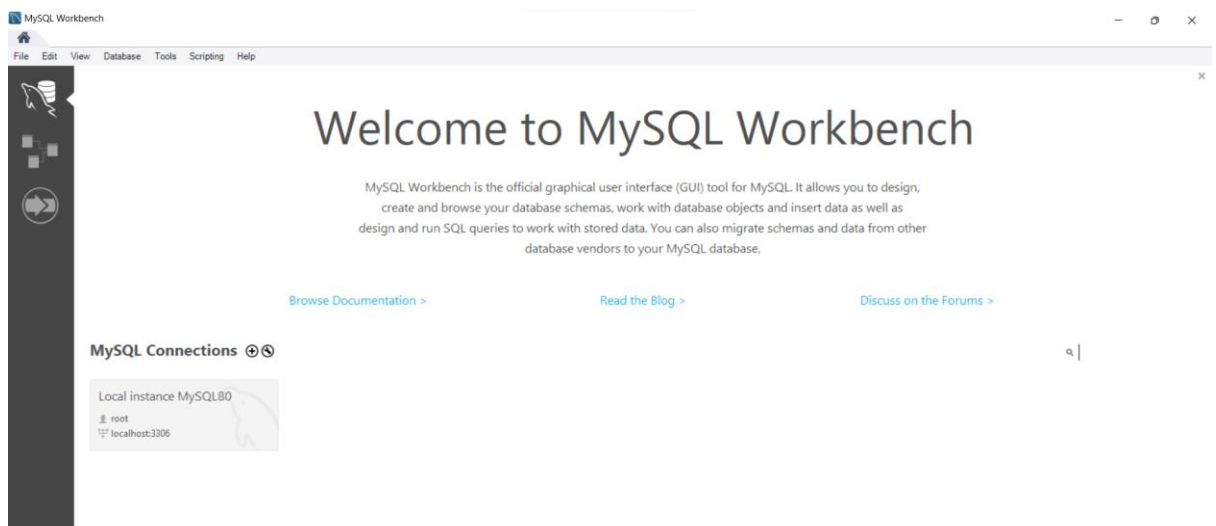 MySQL Workbench
File Edit View Database Tools Scripting Help
Welcome to MySQL Workbench
MySQL Workbench is the official graphical user interface (GUI) tool for MySQL. It allows you to design,
create and browse your database schemas, work with database objects and insert data as well as
design and run SQL queries to work with stored data. You can also migrate schemas and data from other
database vendors to your MySQL database.
Browse Documentation > Read the Blog > Discuss on the Forums >
MySQL Connections
Local instance MySQL80
root
localhost:3306